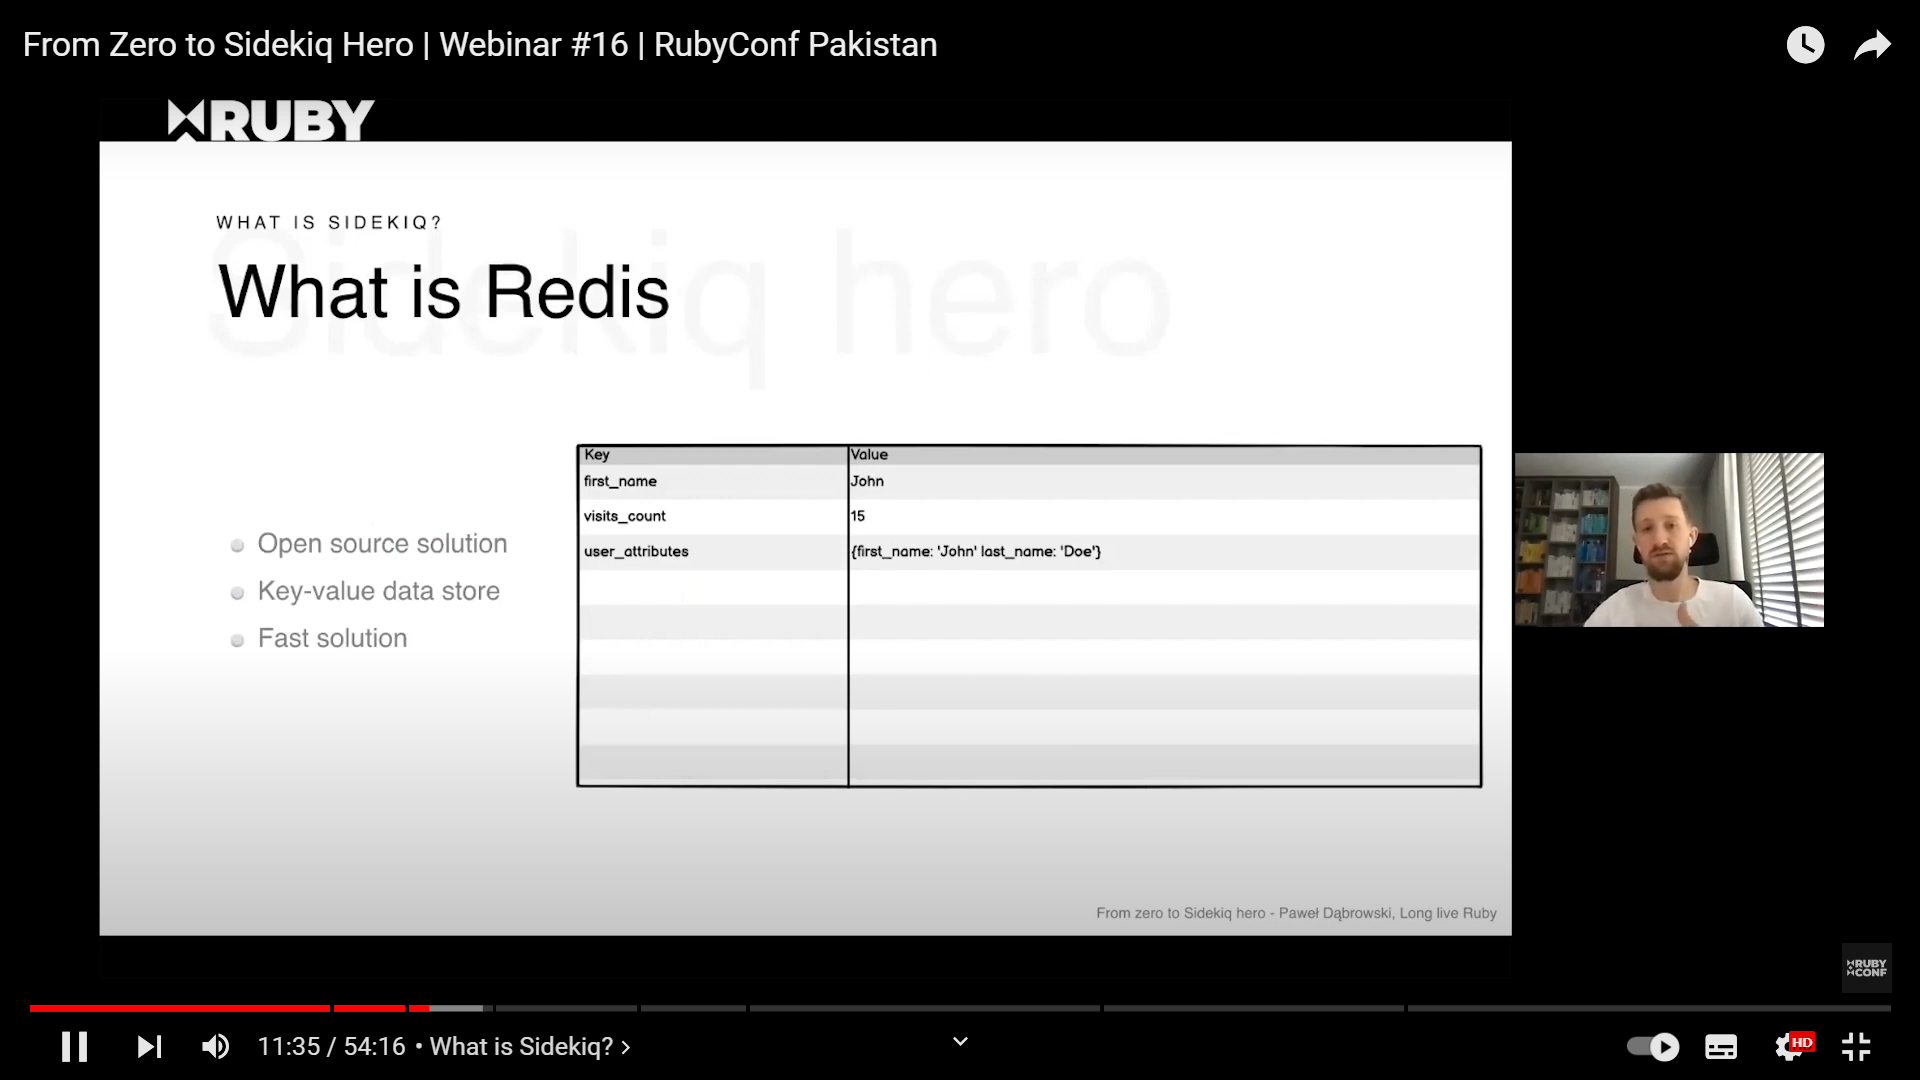 From Zero to Sidekiq Hero | Webinar #16 | RubyConf Pakistan
RUBY
WHAT IS SIDEKIQ?
Sidekiq hero
What is Redis
Open source solution
Key-value data store
Fast solution
Key Value
first_name John
visits_count 15
user_attributes {first_name: 'John' last_name: 'Doe'}
From zero to Sidekiq hero - Paweł Dąbrowski, Long live Ruby
RUBY
CONF
11:35 / 54:16 • What is Sidekiq? >
HD